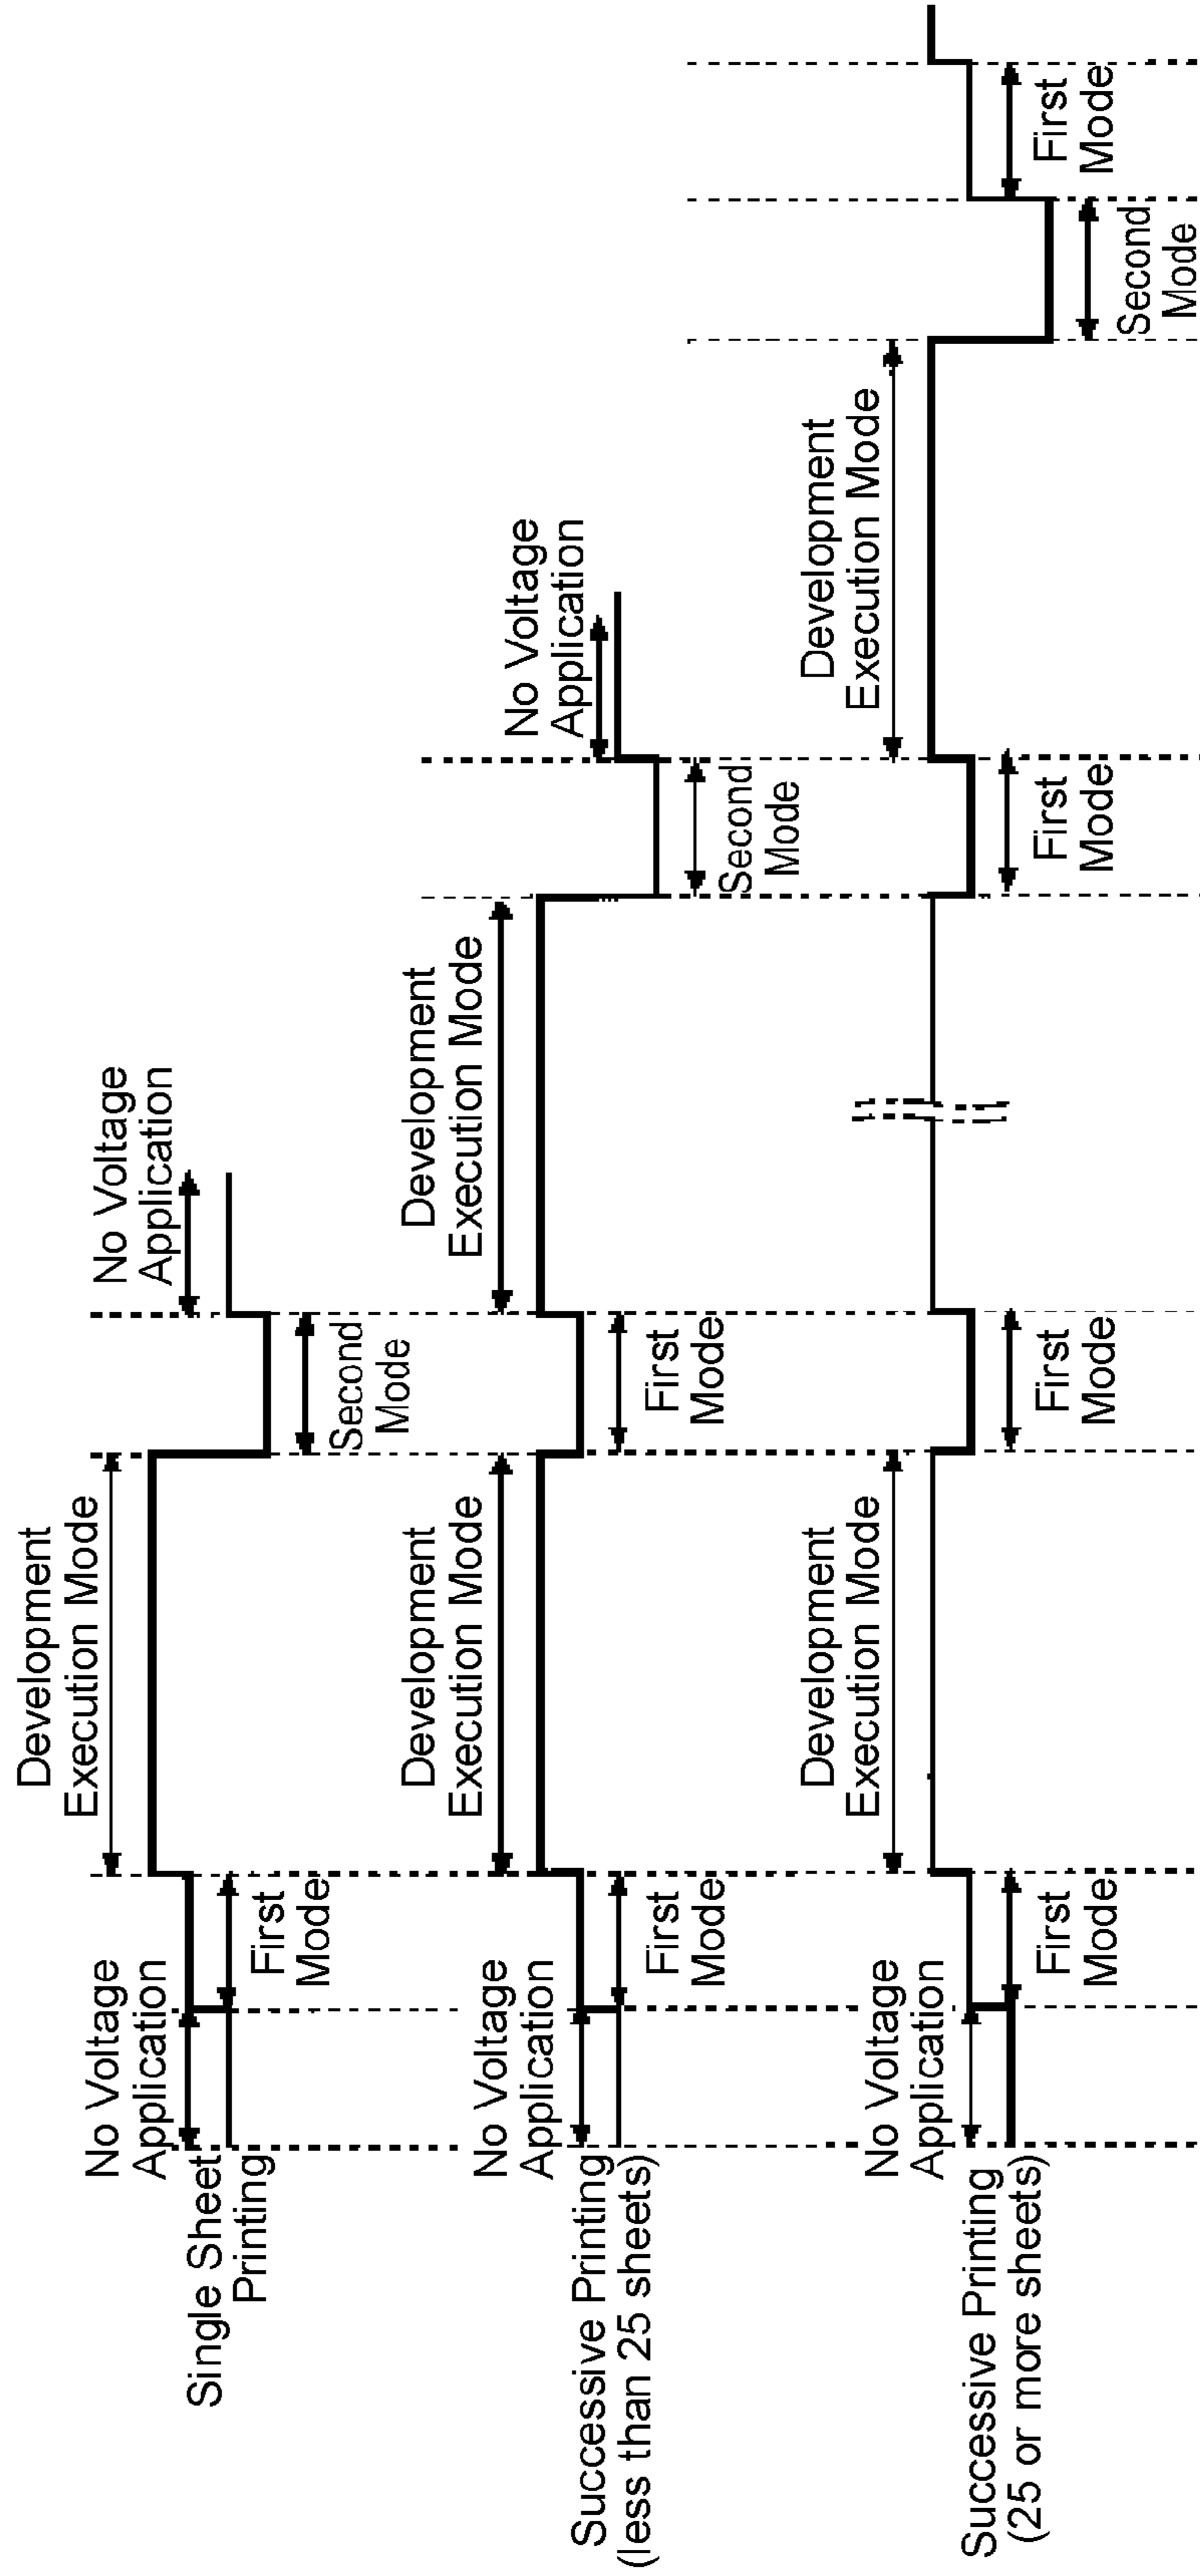 Single Sheet
Printing
No Voltage
Application
First
Mode
Development
Execution Mode
Second
Mode
No Voltage
Application
Successive Printing
(less than 25 sheets)
No Voltage
Application
First
Mode
Development
Execution Mode
First
Mode
Development
Execution Mode
Second
Mode
No Voltage
Application
Successive Printing
(25 or more sheets)
No Voltage
Application
First
Mode
Development
Execution Mode
First
Mode
First
Mode
Development
Execution Mode
Second
Mode
First
Mode